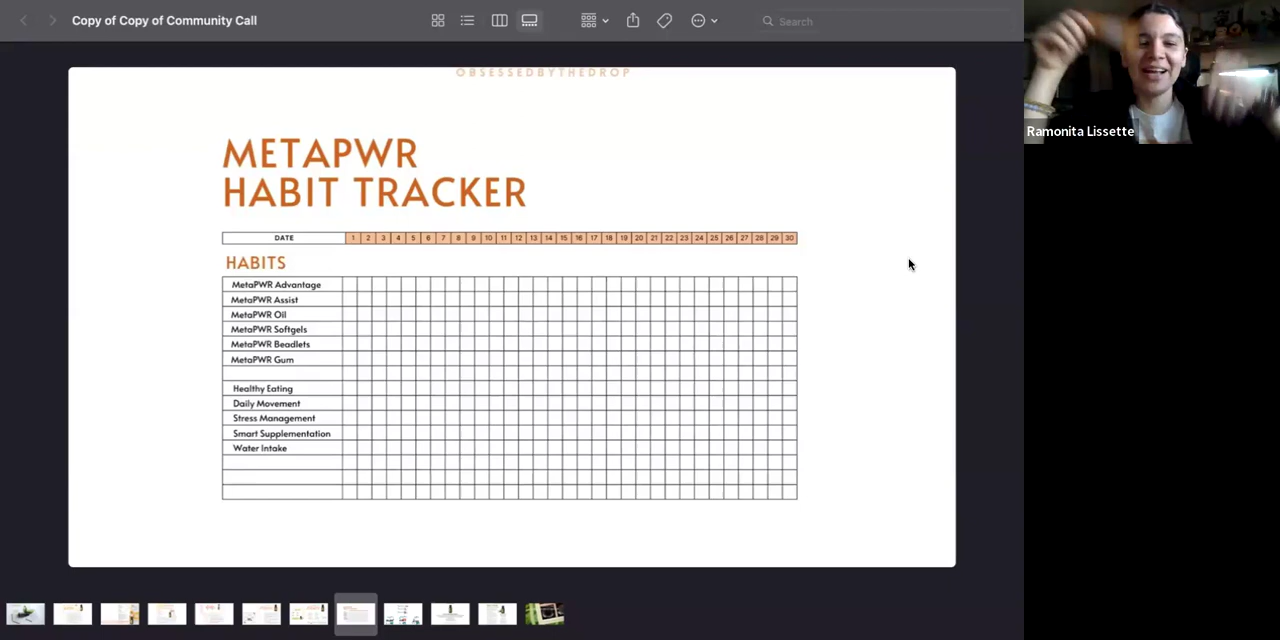 Copy of Copy of Community Call
Search
Ramonita Lissette
OBSESSEDBYTHEDROP
METAPWR
HABIT TRACKER
DATE 1 2 3 4 5 6 7 8 9 10 11 12 13 14 15 16 17 18 19 20 21 22 23 24 25 26 27 28 29 30
HABITS
MetaPWR Advantage
MetaPWR Assist
MetaPWR Oil
MetaPWR Softgels
MetaPWR Beadlets
MetaPWR Gum
Healthy Eating
Daily Movement
Stress Management
Smart Supplementation
Water Intake